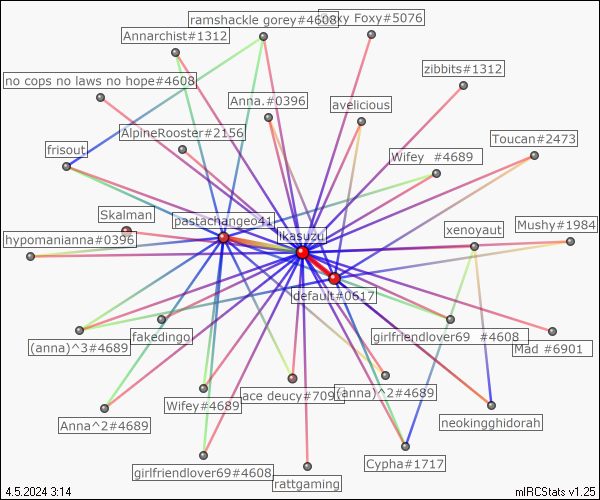 ramshackle gorey#4608
Foxy#5076
Annarchist#1312
zibbits#1312
no cops no laws no hope#4608
Anna.#0396
avelicious
AlpineRooster#2156
Toucan#2473
frisout
Wifey #4689
Skalman
pastachangeo41
likasuzu
xenoyaut
Mushy#1984
hypomanianna#0396
default#0617
fakedingo
girlfriendlover69 #4608
(anna)^3#4689
Mad #6901
ace deucy#709
(anna)^2#4689
Wifey#4689
Anna^2#4689
neokingghidorah
Cypha#1717
girlfriendlover69#4608
rattgaming
4.5.2024 3:14
mIRCStats v1.25